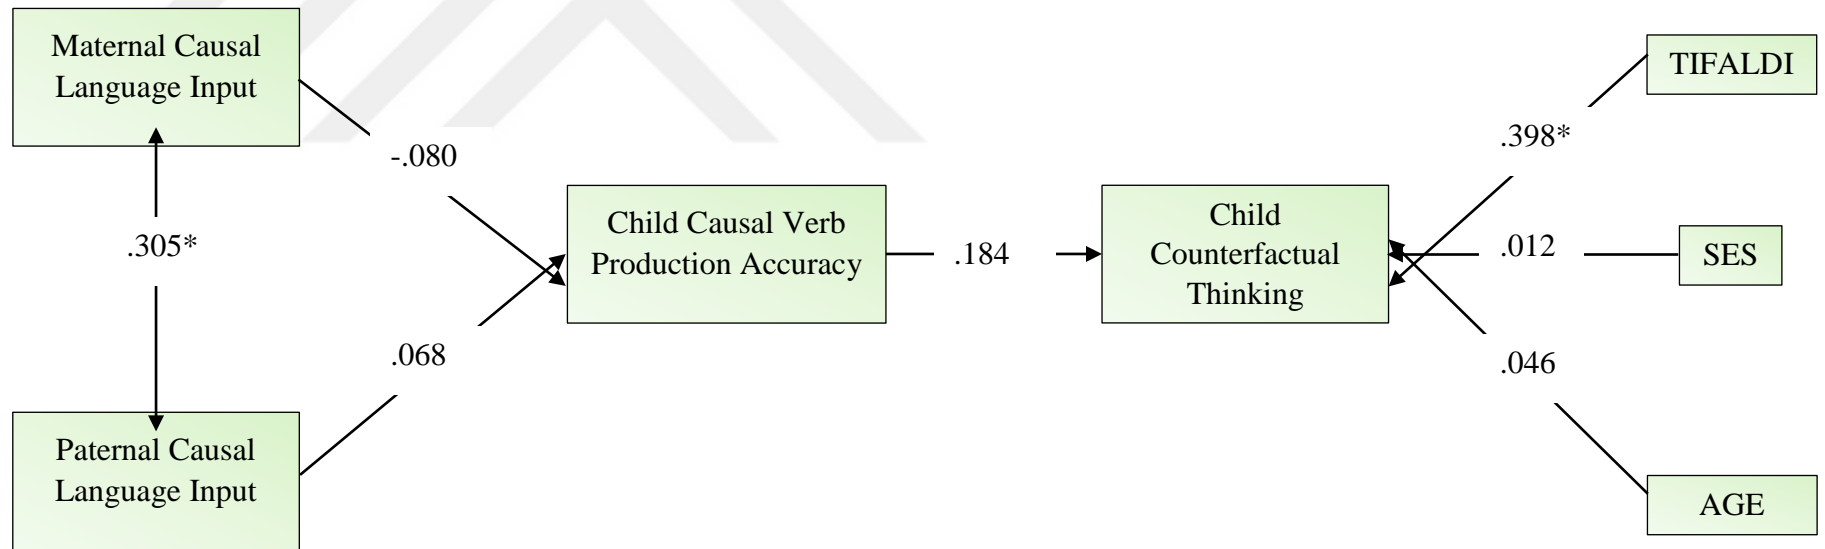 Maternal Causal
Language Input
TIFALDI
.398*
-.080
Child Causal Verb
Production Accuracy
.184
Child
Counterfactual
Thinking
.012
SES
.305*
.068
.046
Paternal Causal
Language Input
AGE